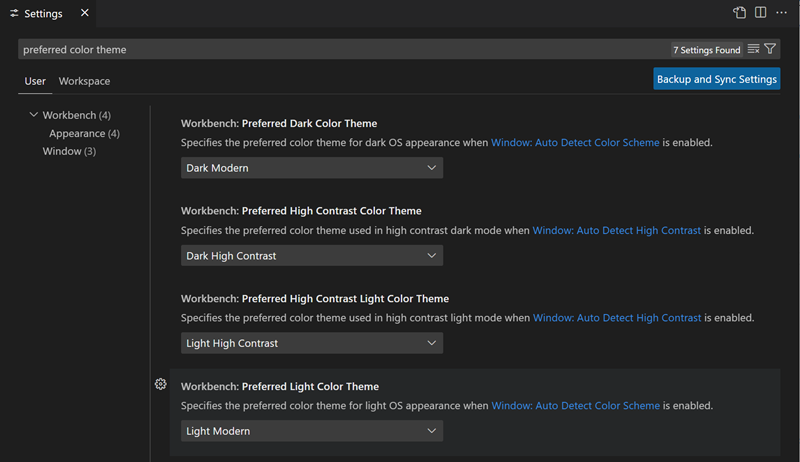 Settings
preferred color theme
7 Settings Found
User
Workspace
Backup and Sync Settings
Workbench (4)
Appearance (4)
Window (3)
Workbench: Preferred Dark Color Theme
Specifies the preferred color theme for dark OS appearance when Window: Auto Detect Color Scheme is enabled.
Dark Modern
Workbench: Preferred High Contrast Color Theme
Specifies the preferred color theme used in high contrast dark mode when Window: Auto Detect High Contrast is enabled.
Dark High Contrast
Workbench: Preferred High Contrast Light Color Theme
Specifies the preferred color theme used in high contrast light mode when Window: Auto Detect High Contrast is enabled.
Light High Contrast
Workbench: Preferred Light Color Theme
Specifies the preferred color theme for light OS appearance when Window: Auto Detect Color Scheme is enabled.
Light Modern